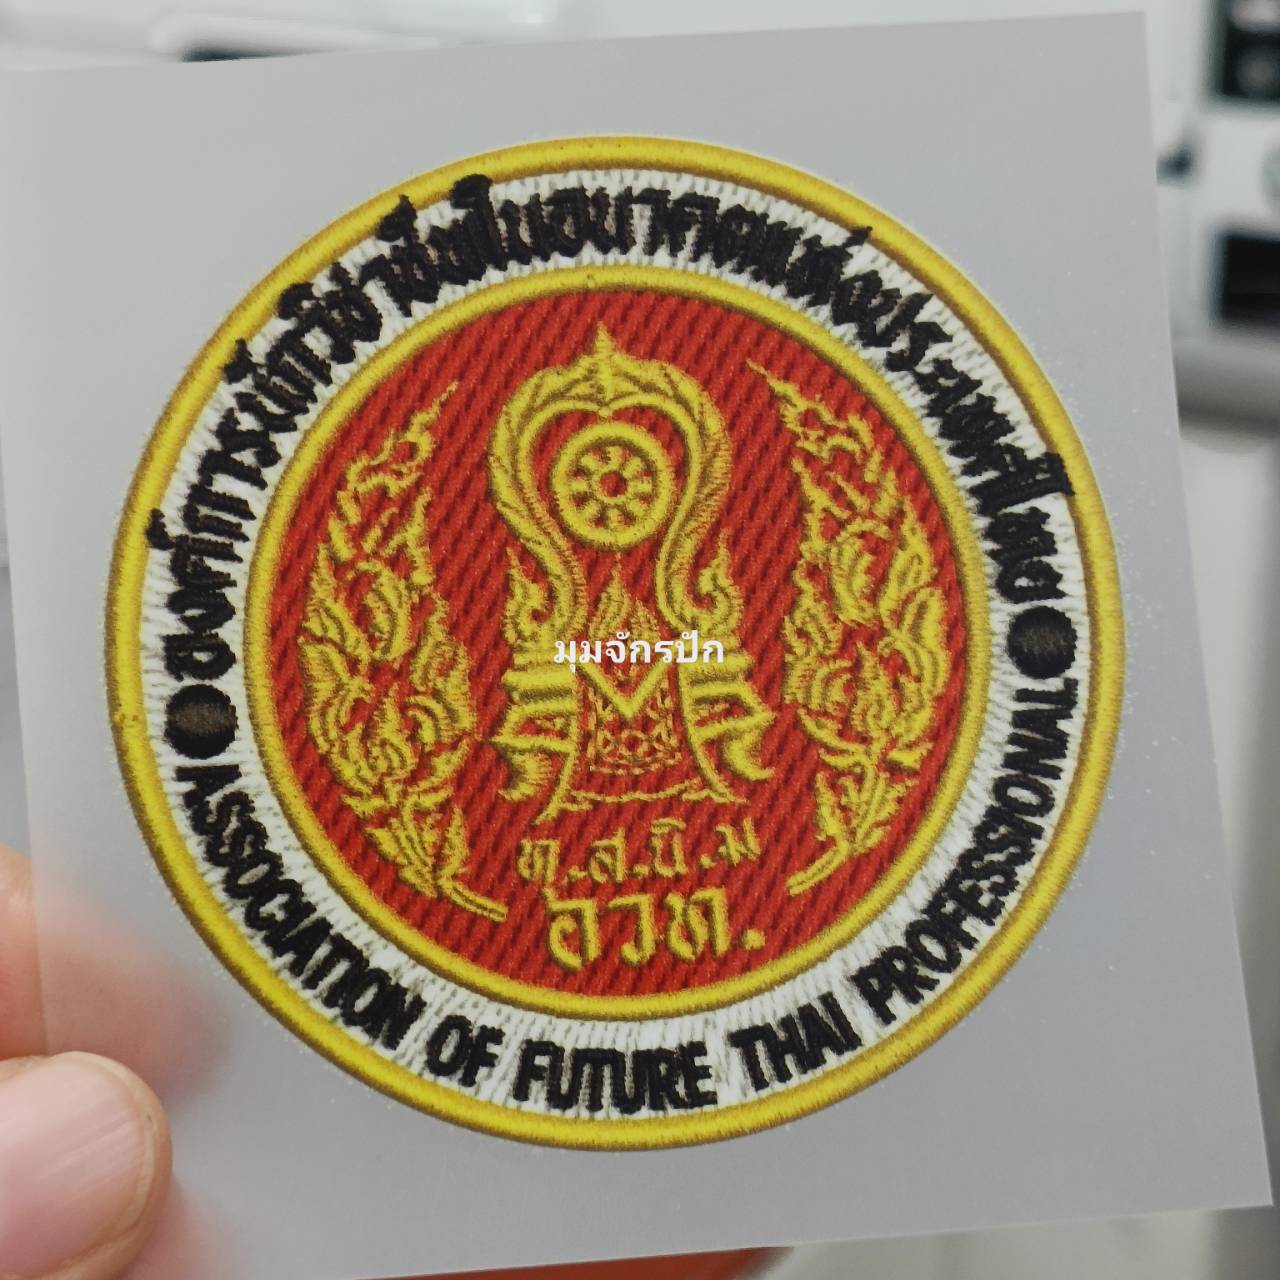 องค์การนักวิชาชีพในอนาคตแห่งประเทศไทย
มุมจักรปัก
ท.ส.นิ.ม
อวท.
ASSOCIATION OF FUTURE THAI PROFESSIONAL